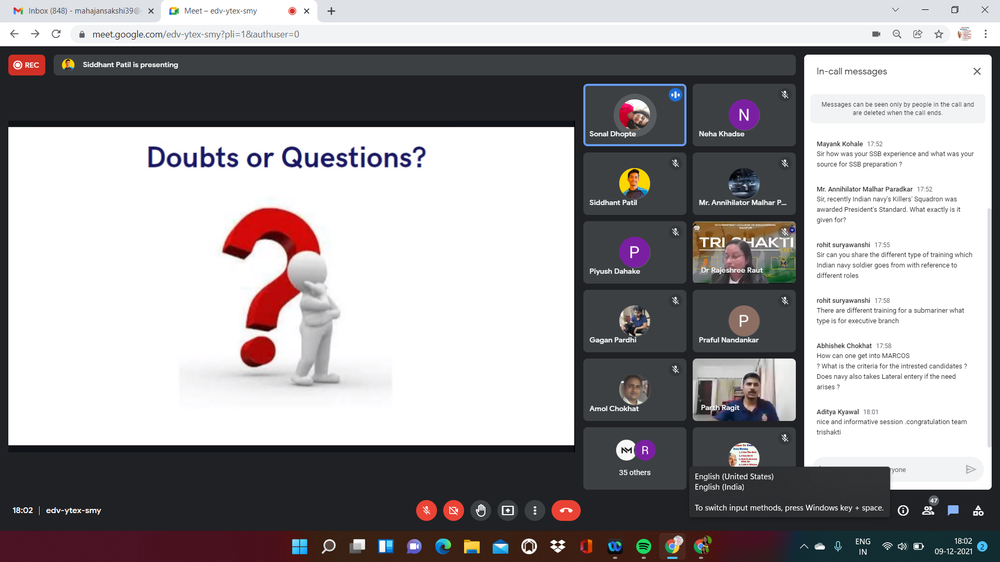 Inbox (848) - mahajansakshi39@
Meet – edv-ytex-smy
meet.google.com/edv-ytex-smy?pli=1&authuser=0
REC
Siddhant Patil is presenting
Doubts or Questions?
Sonal Dhopte
N
Neha Khadse
Siddhant Patil
Mr. Annihilator Malhar P...
P
Piyush Dahake
GOVERNMENT COLLEGE OF ENGINEERING
NAGPUR
Dr Rajeshree Raut
Gagan Pardhi
P
Praful Nandankar
Amol Chokhat
Parth Ragit
R
35 others
Every Morning
In-call messages
Messages can be seen only by people in the call and
are deleted when the call ends.
Mayank Kohale 17:52
Sir how was your SSB experience and what was your
source for SSB preparation ?
Mr. Annihilator Malhar Paradkar 17:52
Sir, recently Indian navy's Killers' Squadron was
awarded President's Standard. What exactly is it
given for?
rohit suryawanshi 17:55
Sir can you share the different type of training which
Indian navy soldier goes from with reference to
different roles
rohit suryawanshi 17:58
There are different training for a submariner what
type is for executive branch
Abhishek Chokhat 17:58
How can one get into MARCOS
? What is the criteria for the intrested candidates ?
Does navy also takes Lateral entery if the need
arises ?
Aditya Kyawal 18:01
nice and informative session .congratulation team
trishakti
ryone
English (United States)
English (India)
To switch input methods, press Windows key + space.
18:02 | edv-ytex-smy
47
ENG
IN
18:02
09-12-2021
2